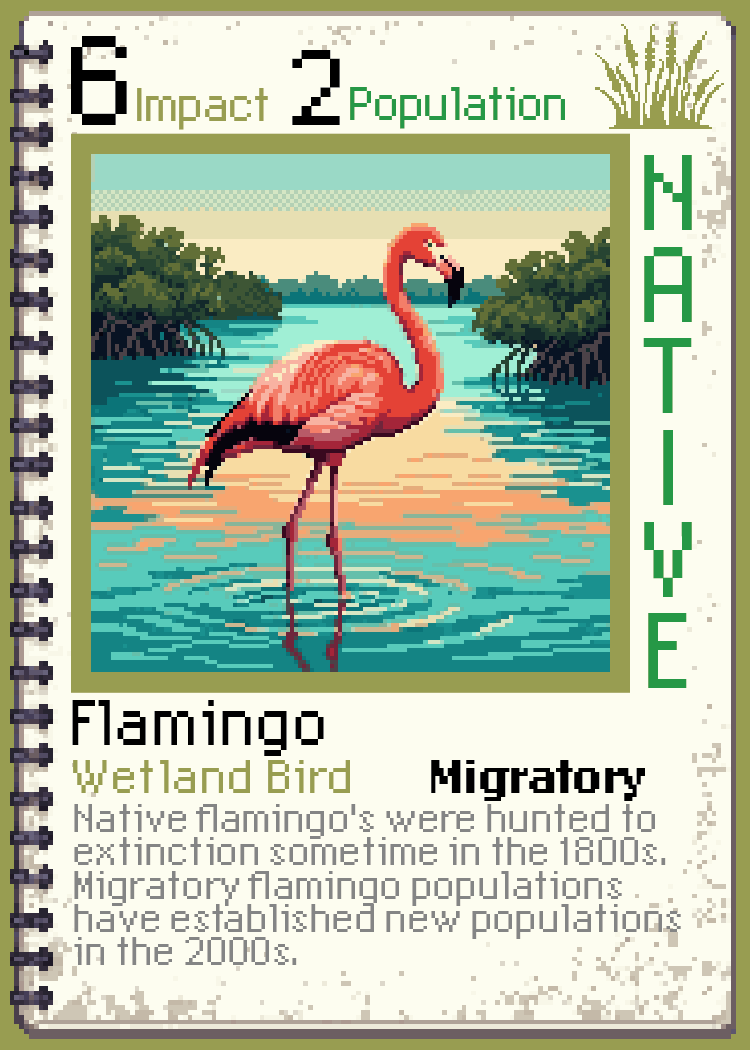 6 Impact 2 Population
NATIVE
Flamingo
Wetland Bird Migratory
Native flamingo's were hunted to
extinction sometime in the 1800s.
Migratory flamingo populations
have established new populations
in the 2000s.